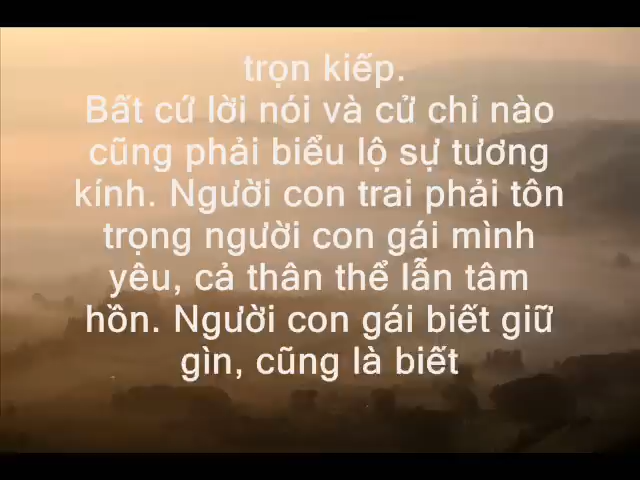 trọn kiếp.
Bất cứ lời nói và cử chỉ nào
cũng phải biểu lộ sự tương
kính. Người con trai phải tôn
trọng người con gái mình
yêu, cả thân thể lẫn tâm
hồn. Người con gái biết giữ
gìn, cũng là biết